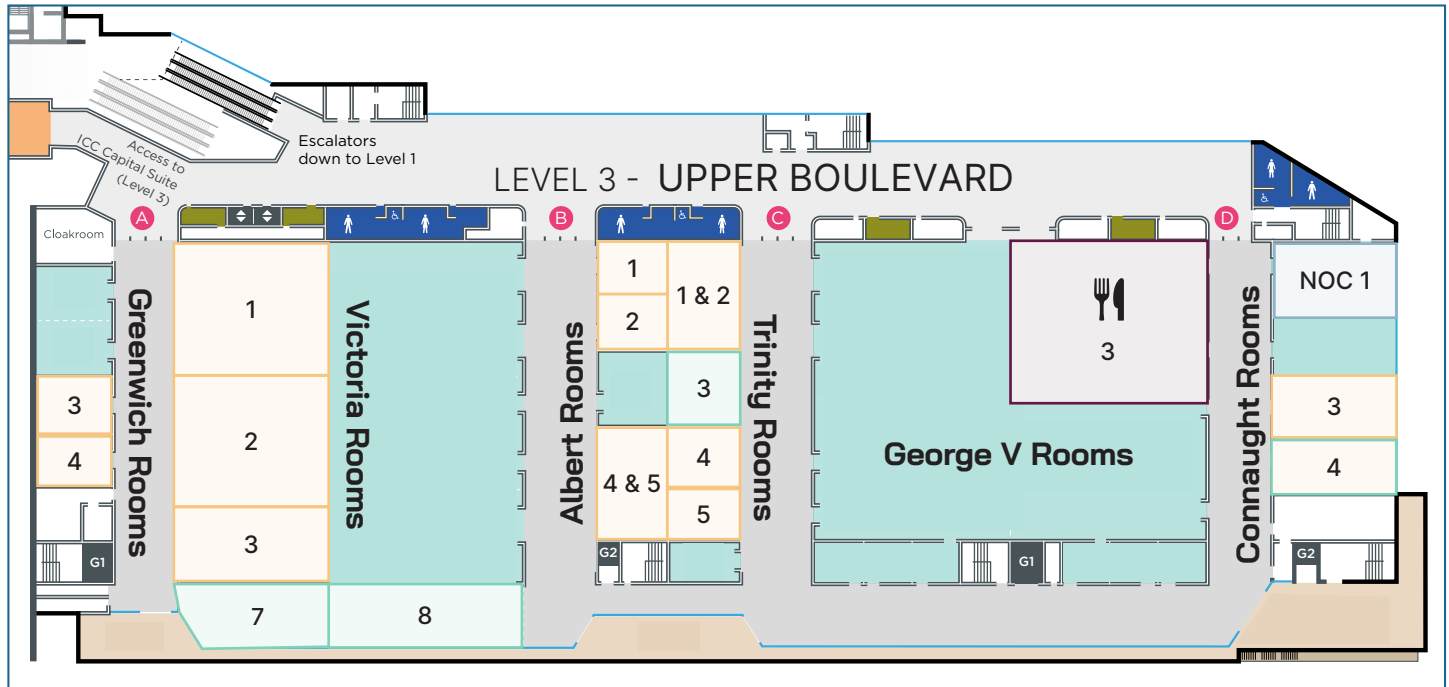 Escalators
down to Level 1
Access to
ICC Capital Suite
(Level 3)
LEVEL 3 - UPPER BOULEVARD
A
B
C
D
Cloakroom
Greenwich Rooms
3
4
G1
1
2
3
7
8
Victoria Rooms
Albert Rooms
1
2
4 & 5
G2
1 & 2
3
4
5
Trinity Rooms
George V Rooms
3
G1
Connaught Rooms
NOC 1
3
4
G2